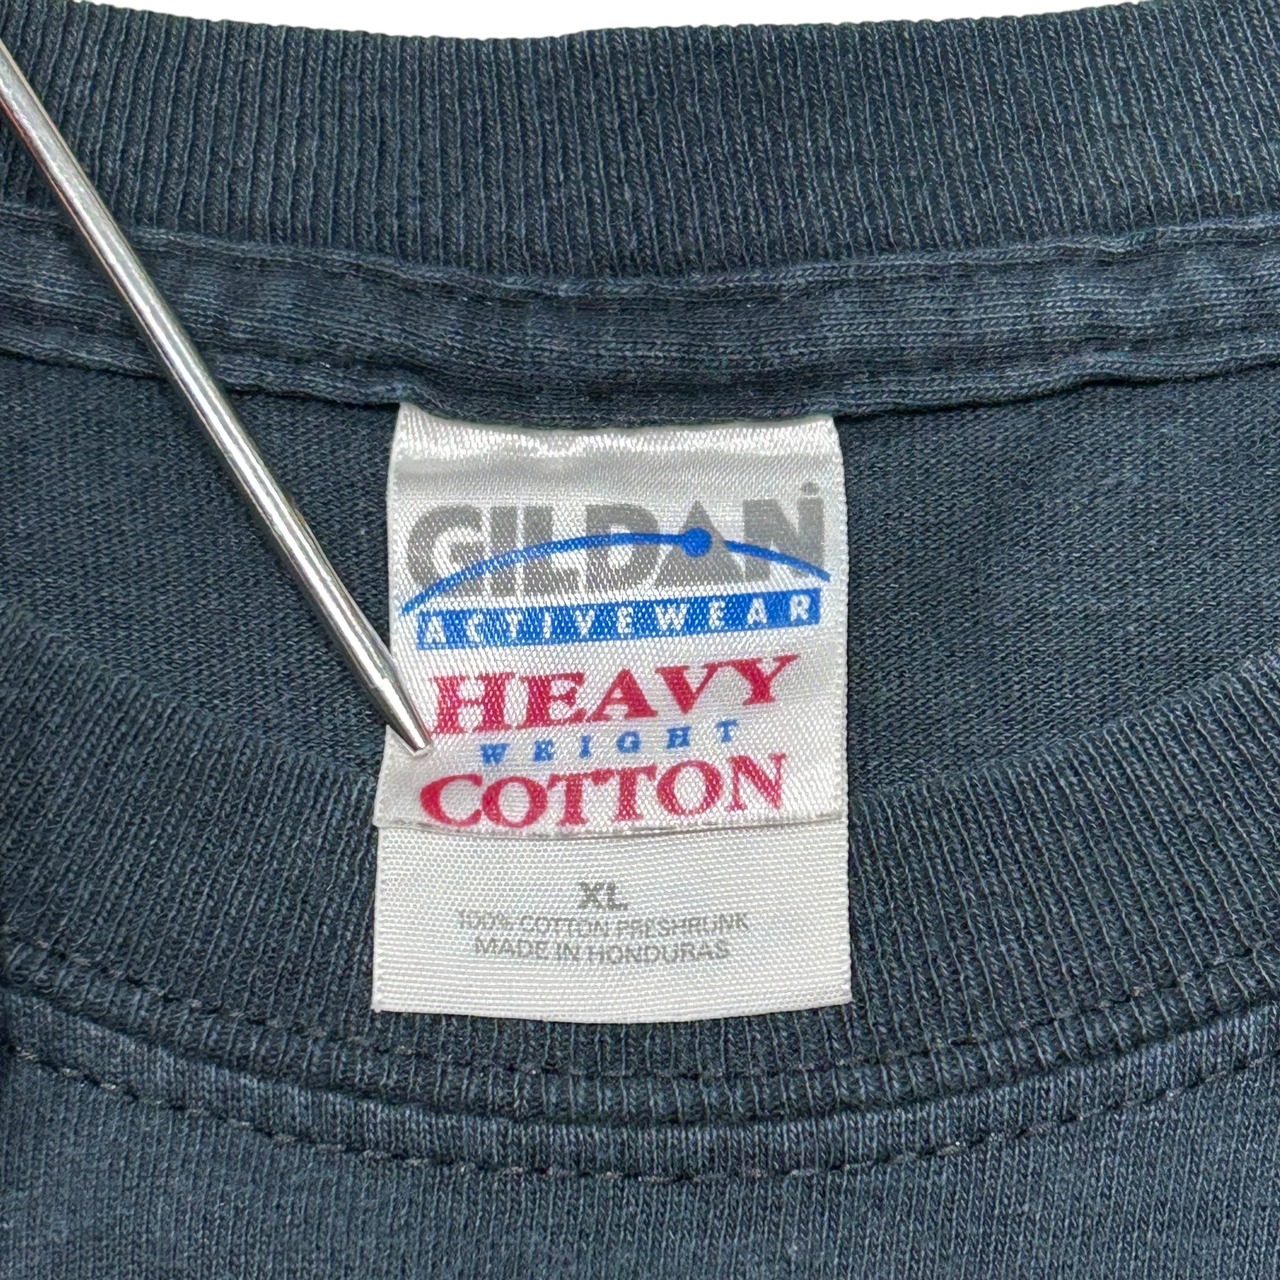 GILDAN
ACTIVEWEAR
HEAVY
WEIGHT
COTTON
XL
100% COTTON PRESHRUNK
MADE IN HONDURAS